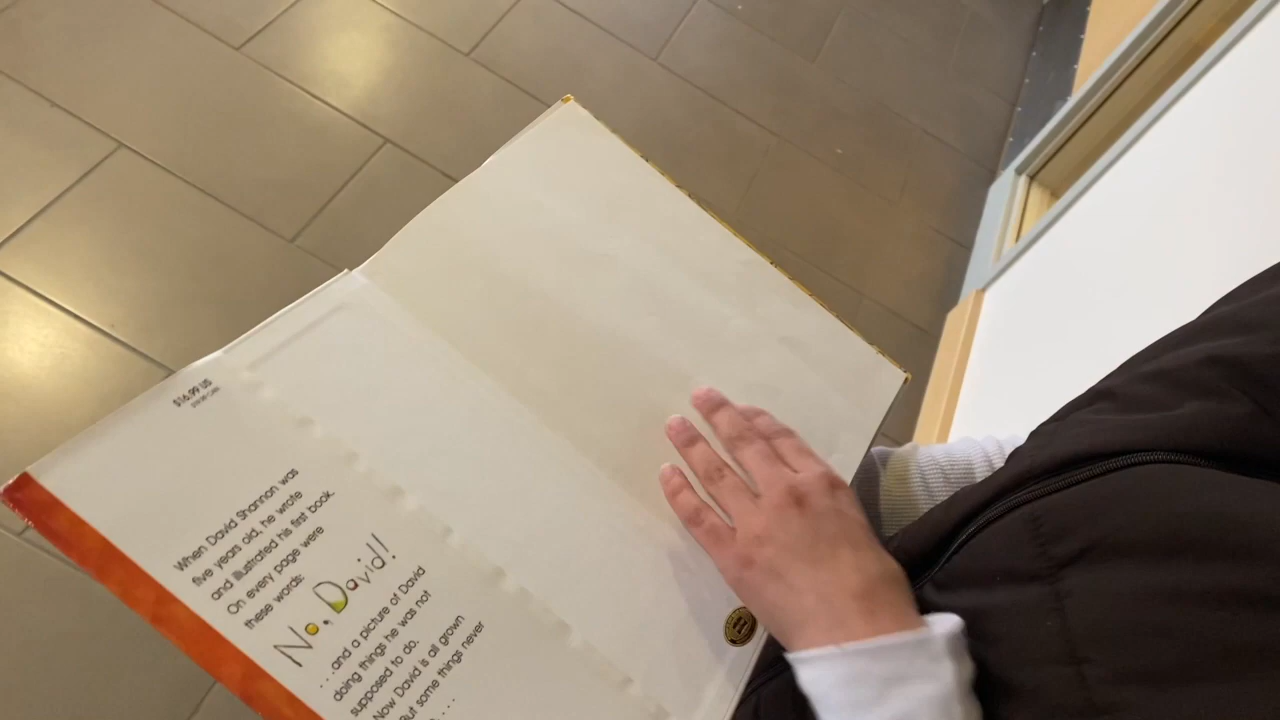 $16.99 US
When David Shannon was
five years old, he wrote
and illustrated his first book.
On every page were
these words:
No, David!
. . . and a picture of David
doing things he was not
supposed to do.
Now David is all grown
But some things never